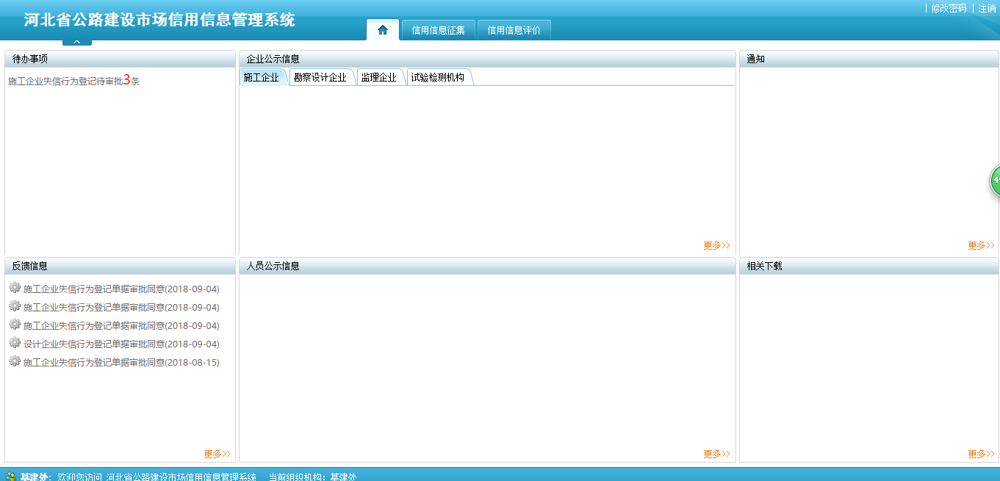 | 修改密码 | 注销
河北省公路建设市场信用信息管理系统
信用信息征集 信用信息评价
待办事项
施工企业失信行为登记待审批3条
企业公示信息
施工企业 勘察设计企业 监理企业 试验检测机构
更多>>
通知
更多>>
反馈信息
施工企业失信行为登记单据审批同意(2018-09-04)
施工企业失信行为登记单据审批同意(2018-09-04)
施工企业失信行为登记单据审批同意(2018-09-04)
设计企业失信行为登记单据审批同意(2018-09-04)
施工企业失信行为登记单据审批同意(2018-08-15)
更多>>
人员公示信息
更多>>
相关下载
更多>>
基建处: 欢迎您访问 河北省公路建设市场信用信息管理系统 当前组织机构: 基建处